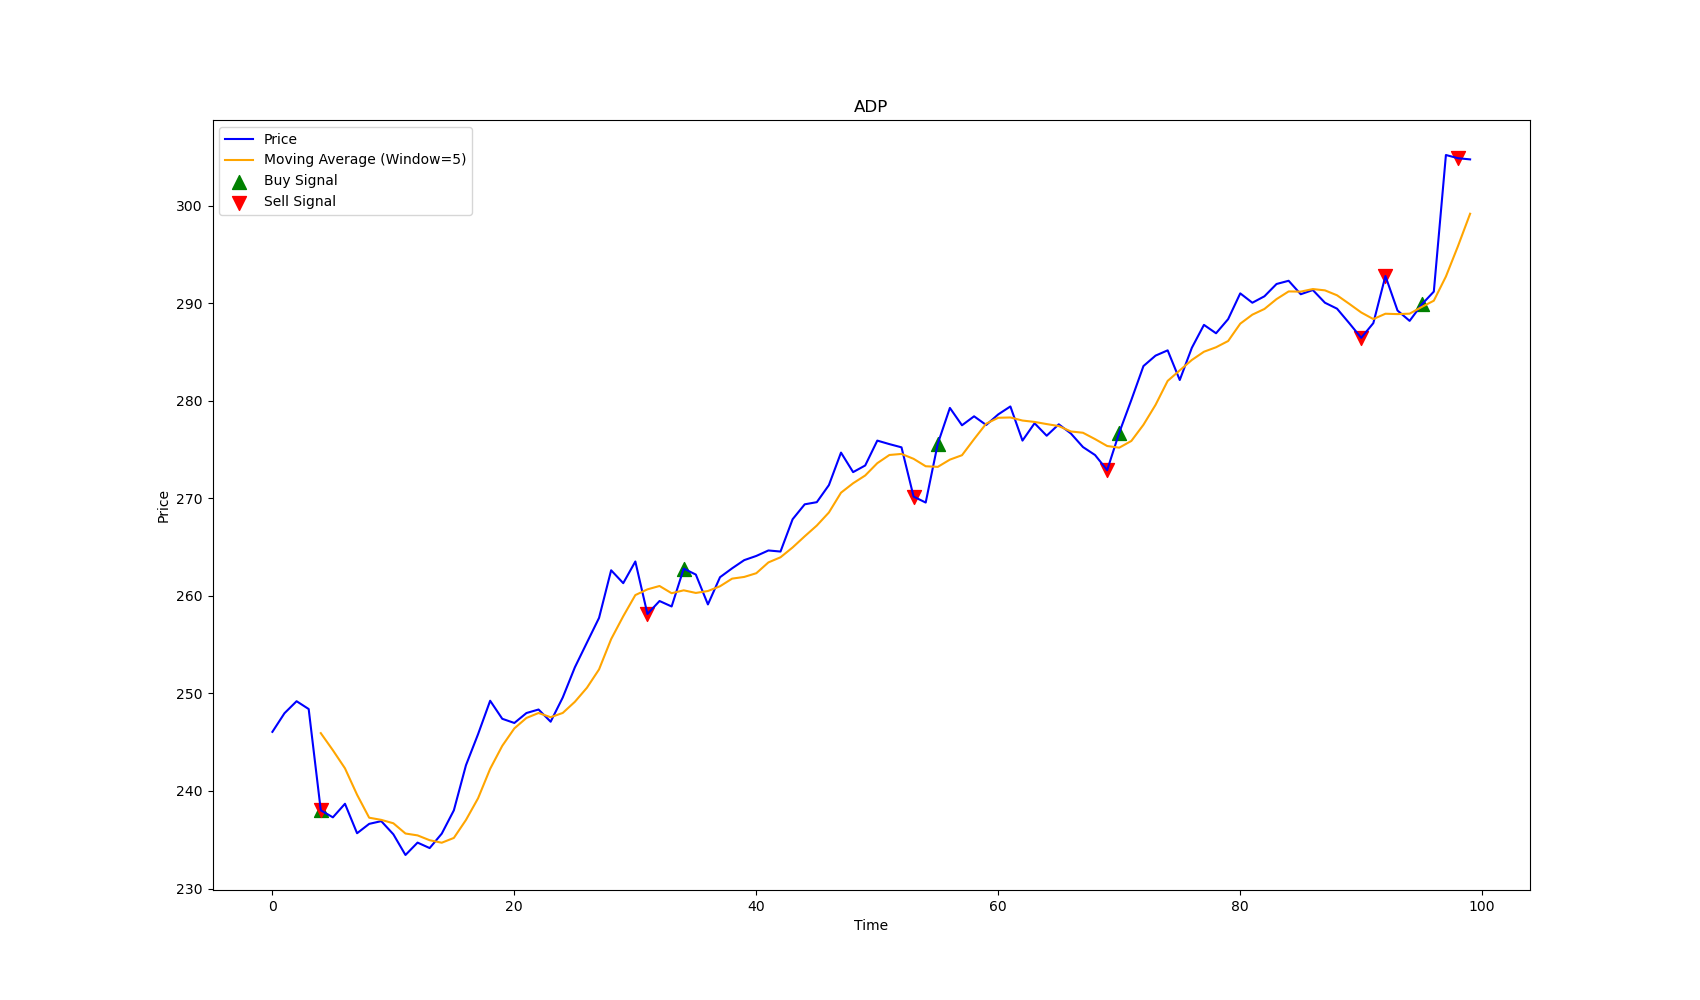 ADP
Price
Moving Average (Window=5)
Buy Signal
Sell Signal
300
290
280
270
260
250
240
230
Price
0 20 40 60 80 100
Time